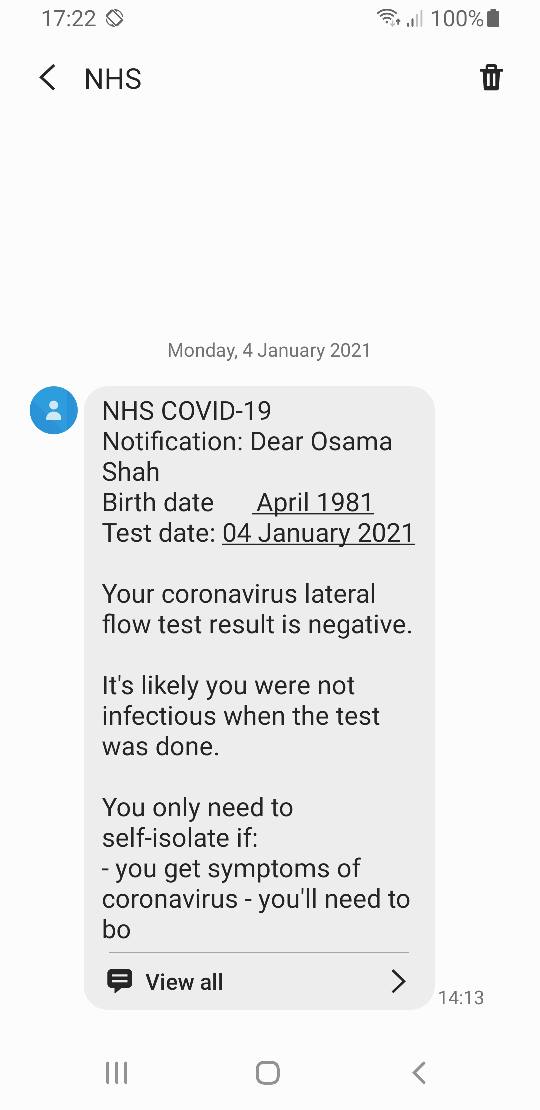 17:22
100%
NHS
Monday, 4 January 2021
NHS COVID-19
Notification: Dear Osama
Shah
Birth date April 1981
Test date: 04 January 2021
Your coronavirus lateral
flow test result is negative.
It's likely you were not
infectious when the test
was done.
You only need to
self-isolate if:
- you get symptoms of
coronavirus - you'll need to
bo
View all
14:13